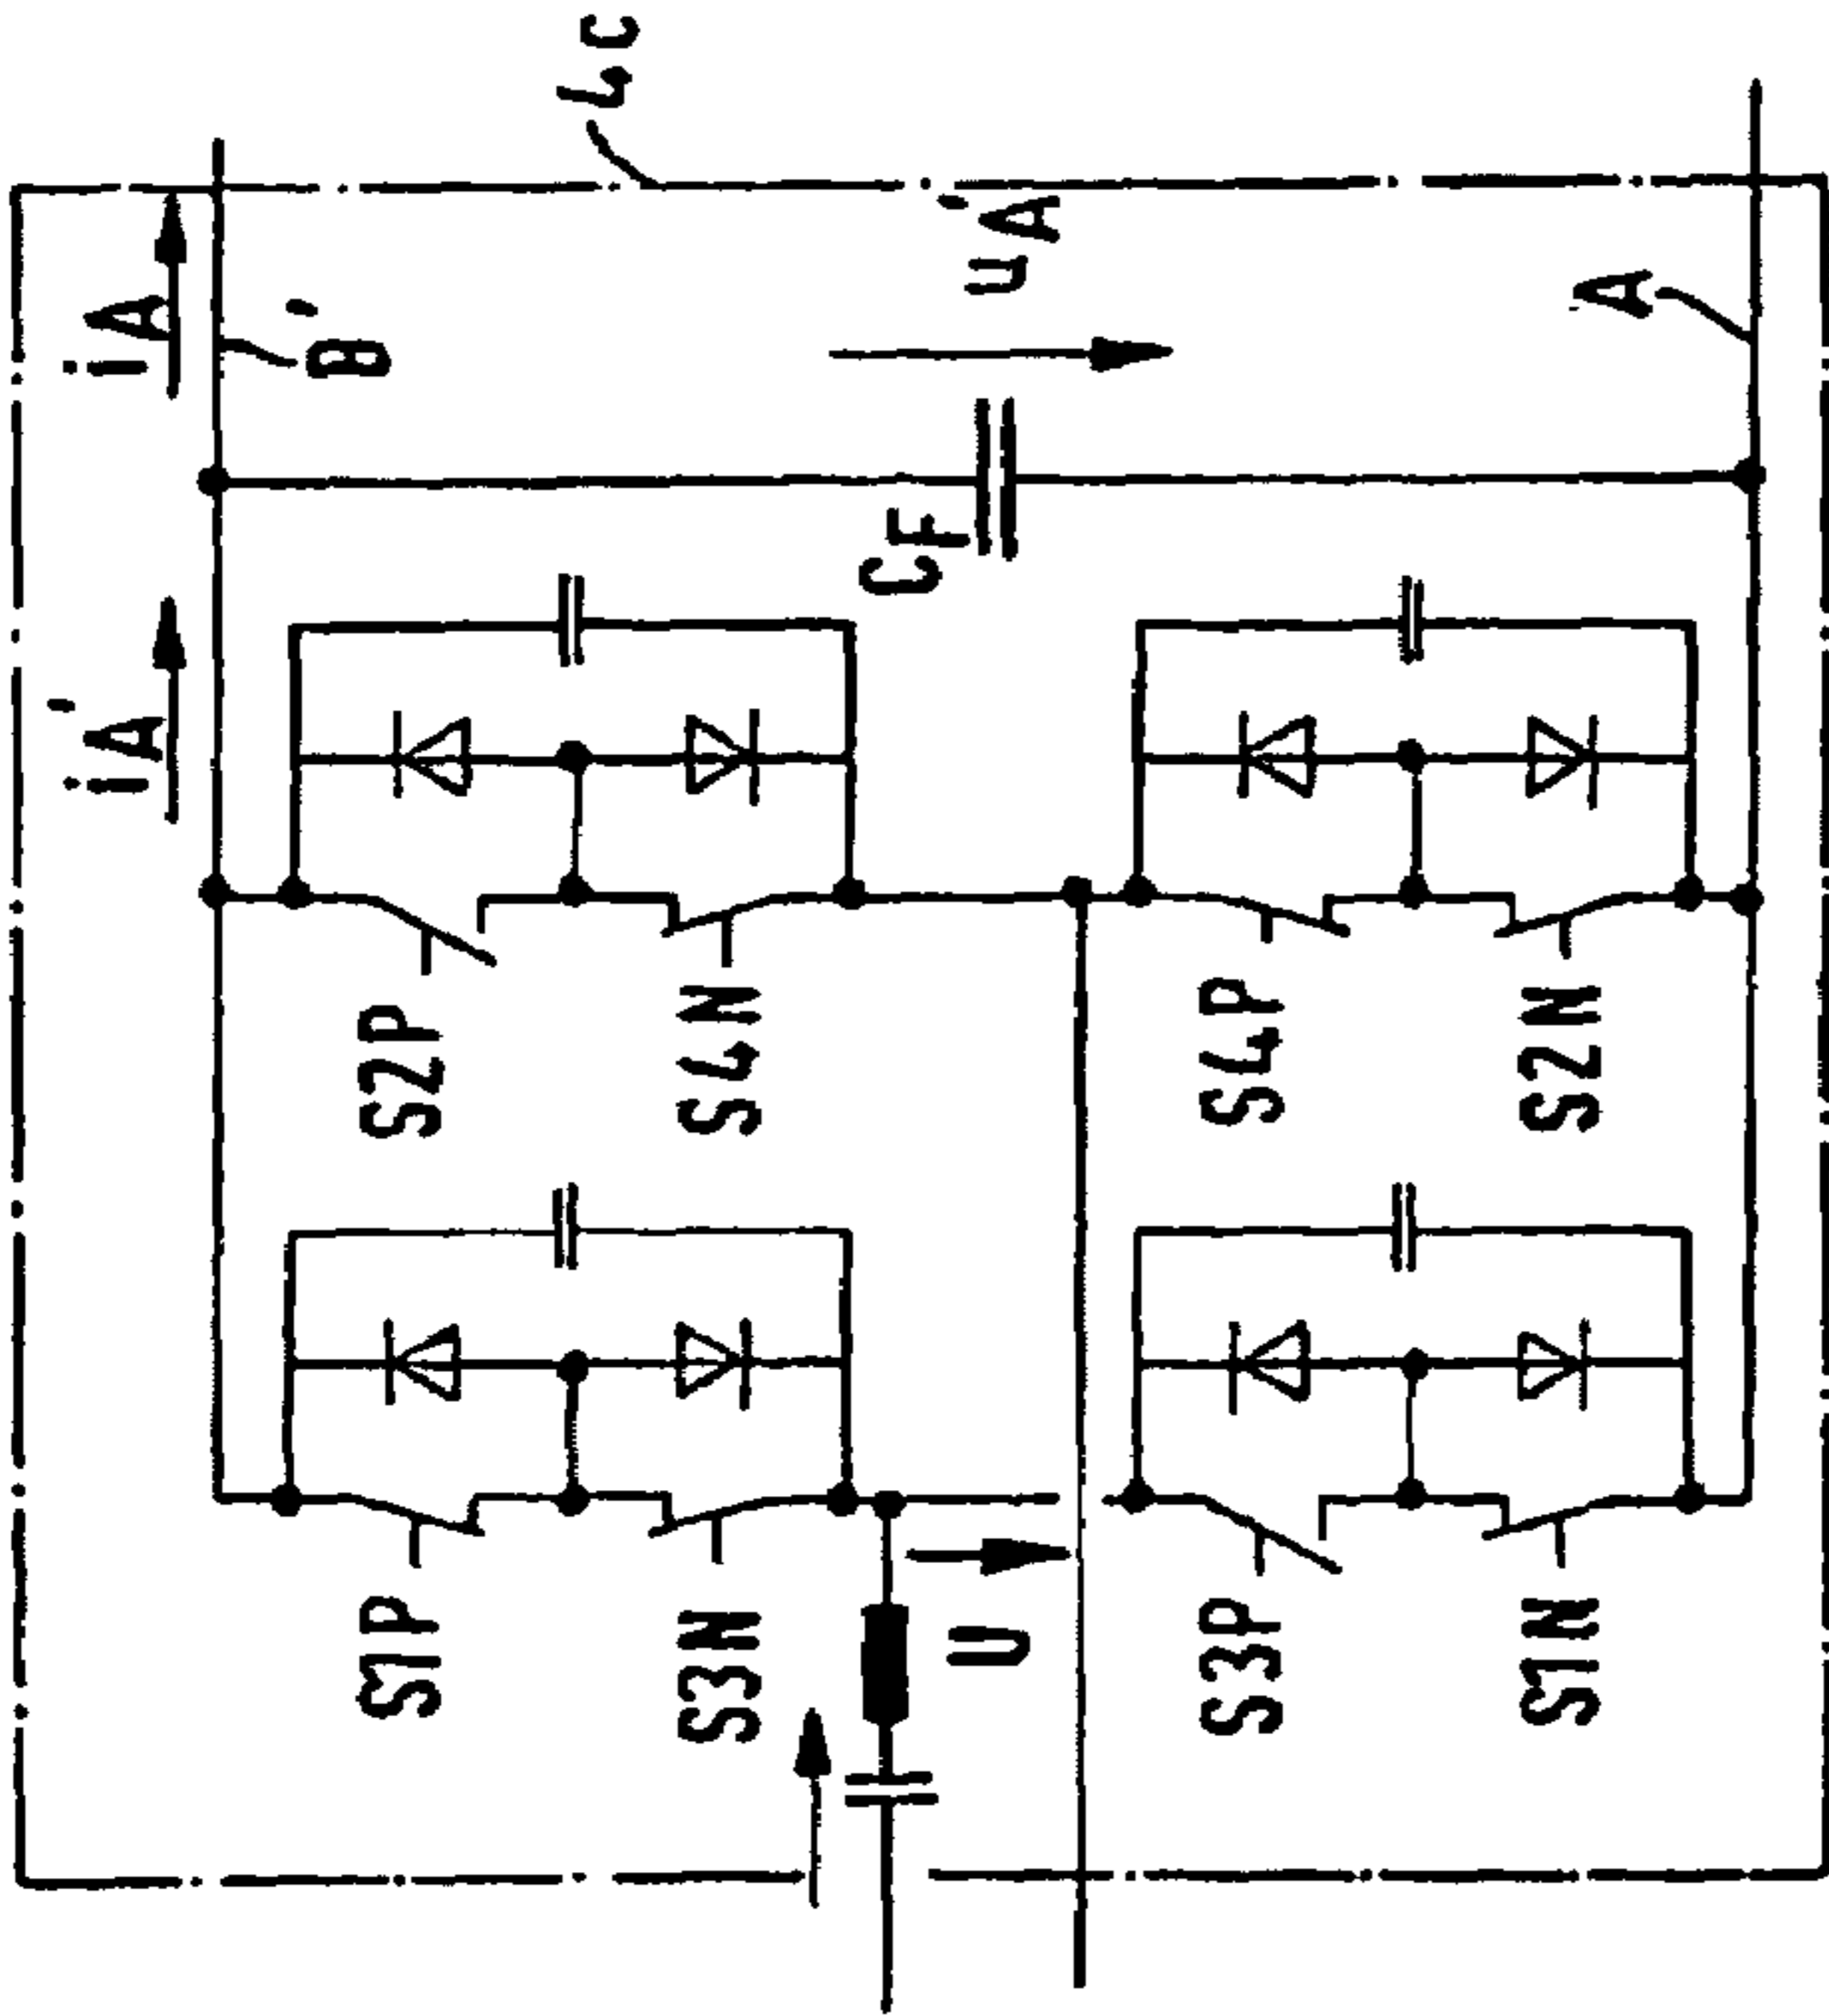 4C
iA
B'
iA'
uA'
A'
CF
S2P
S4N
S4P
S2N
S1P
S3N
U
S3P
S1N